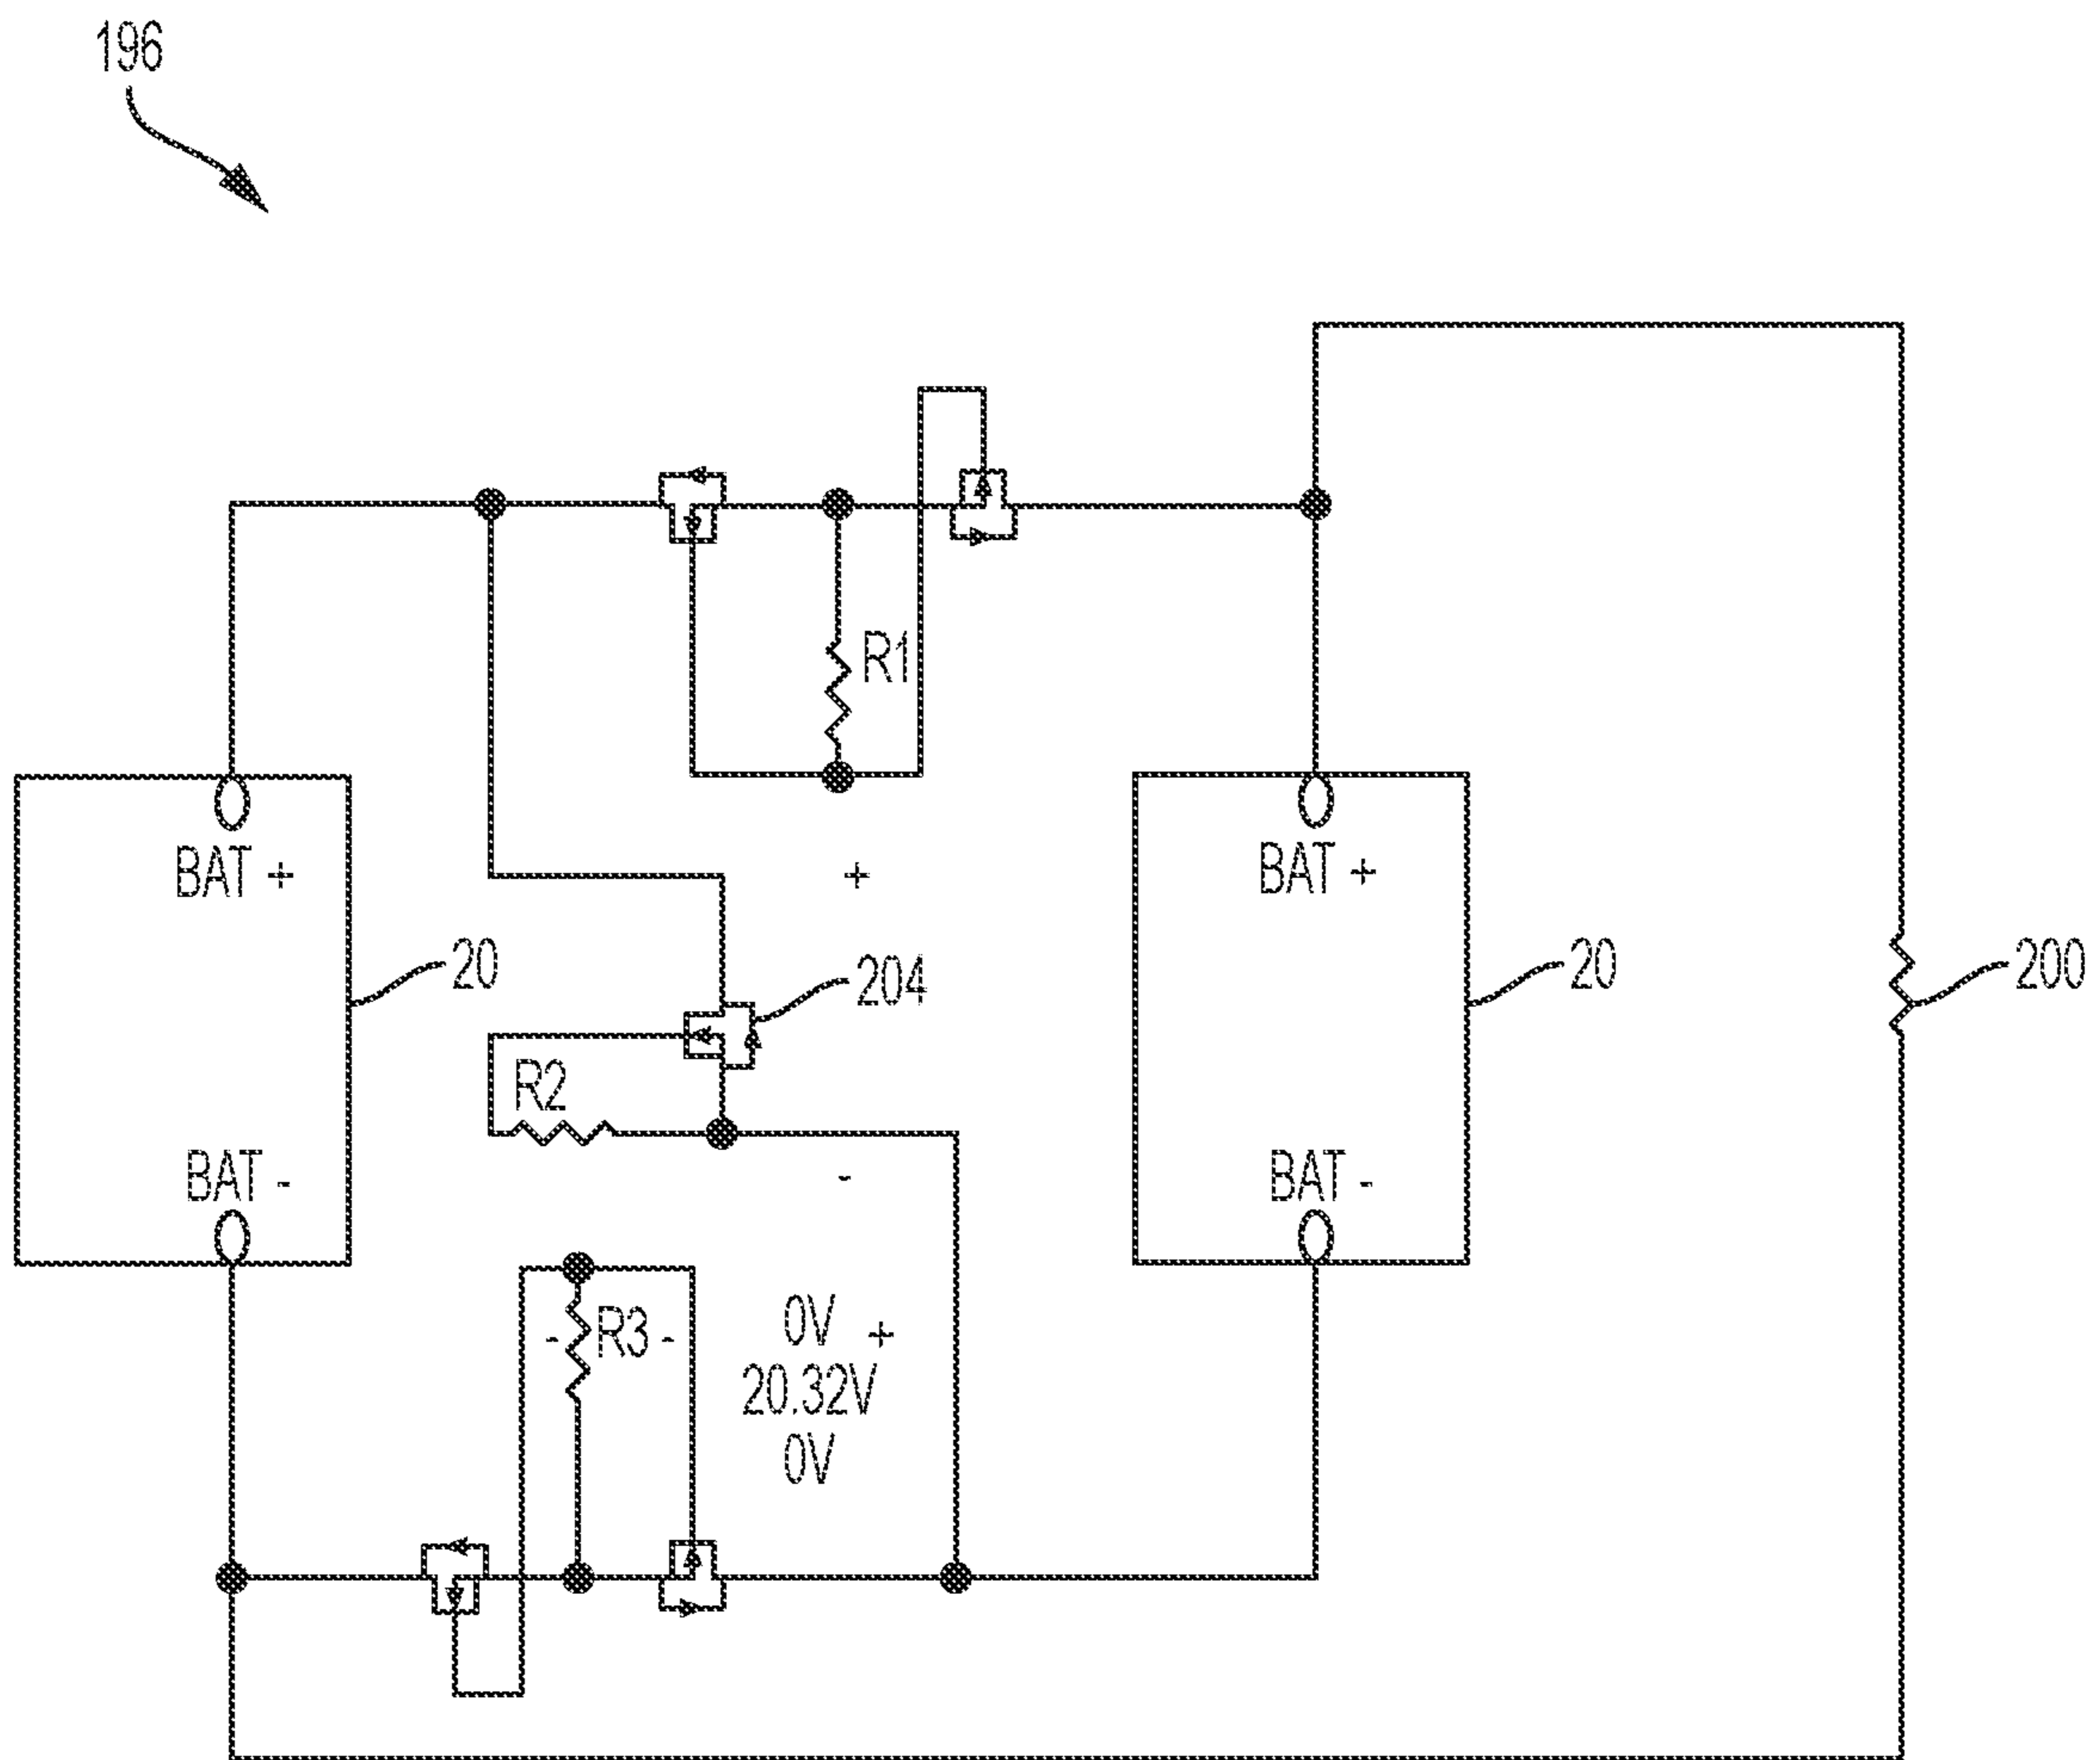 196
R1
BAT +
+
BAT +
20
204
20
200
R2
BAT -
-
BAT -
- R3 -
0V +
20.32V
0V